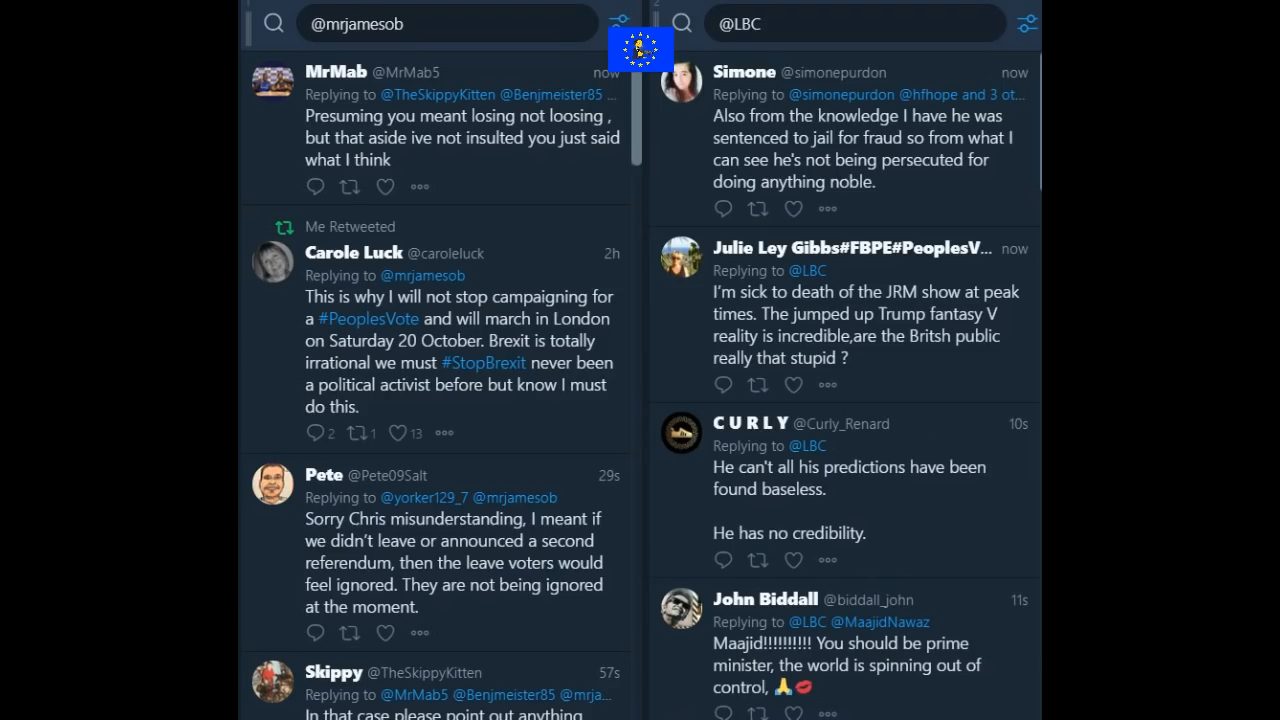 @mrjamesob
MrMab @MrMab5 now
Replying to @TheSkippyKitten @Benjmeister85 ...
Presuming you meant losing not loosing ,
but that aside ive not insulted you just said
what I think
Me Retweeted
Carole Luck @caroleluck 2h
Replying to @mrjamesob
This is why I will not stop campaigning for
a #PeoplesVote and will march in London
on Saturday 20 October. Brexit is totally
irrational we must #StopBrexit never been
a political activist before but know I must
do this.
2 1 13
Pete @Pete09Salt 29s
Replying to @yorker129_7 @mrjamesob
Sorry Chris misunderstanding, I meant if
we didn't leave or announced a second
referendum, then the leave voters would
feel ignored. They are not being ignored
at the moment.
Skippy @TheSkippyKitten 57s
Replying to @MrMab5 @Benjmeister85 @mrja...
In that case please point out anything
2
@LBC
Simone @simonepurdon now
Replying to @simonepurdon @hfhope and 3 ot...
Also from the knowledge I have he was
sentenced to jail for fraud so from what I
can see he's not being persecuted for
doing anything noble.
Julie Ley Gibbs#FBPE#PeoplesV... now
Replying to @LBC
I'm sick to death of the JRM show at peak
times. The jumped up Trump fantasy V
reality is incredible,are the Britsh public
really that stupid ?
C U R L Y @Curly_Renard 10s
Replying to @LBC
He can't all his predictions have been
found baseless.
He has no credibility.
John Biddall @biddall_john 11s
Replying to @LBC @MaajidNawaz
Maajid!!!!!!!!!! You should be prime
minister, the world is spinning out of
control, 🙏💋